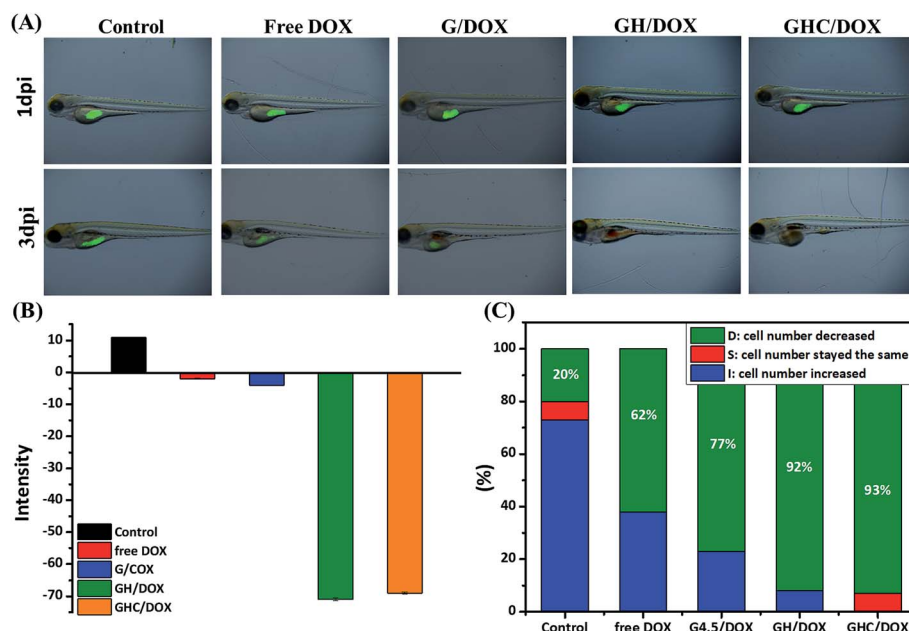 (A)
Control Free DOX G/DOX GH/DOX GHC/DOX
1dpi
3dpi
(B)
10
0
-10
-20
-30
-40
-50
-60
-70
Intensity
Control
free DOX
G/COX
GH/DOX
GHC/DOX
(C)
D: cell number decreased
S: cell number stayed the same
I: cell number increased
100
80
60
40
20
0
(%)
20%
62%
77%
92%
93%
Control free DOX G4.5/DOX GH/DOX GHC/DOX